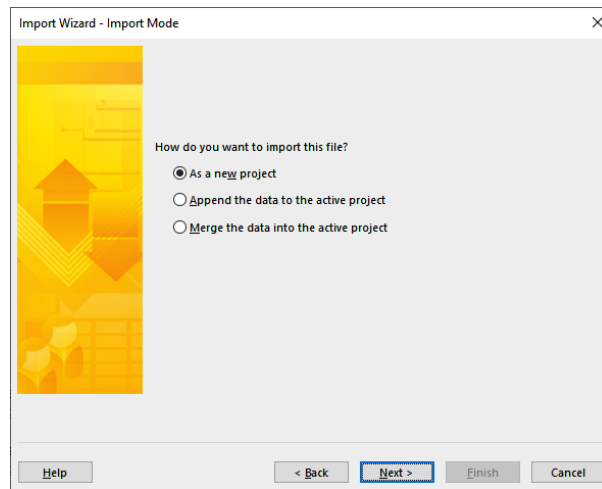 Import Wizard - Import Mode
How do you want to import this file?
As a new project
Append the data to the active project
Merge the data into the active project
Help
< Back
Next >
Finish
Cancel